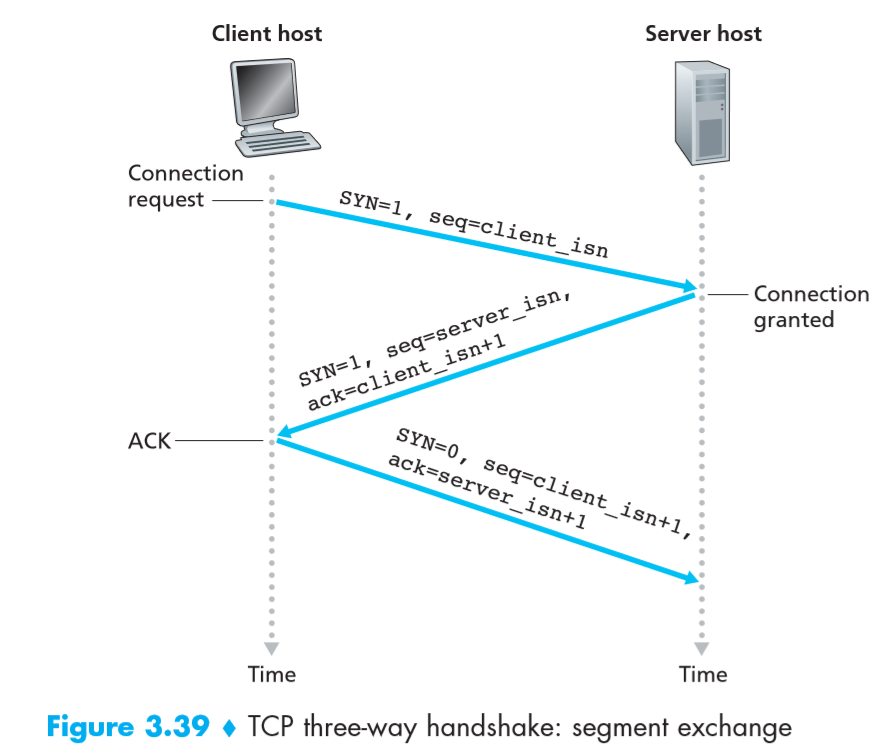 Client host
Server host
Connection
request
SYN=1, seq=client_isn
Connection
granted
SYN=1, seq=server_isn,
ack=client_isn+1
ACK
SYN=0, seq=client_isn+1,
ack=server_isn+1
Time
Time
Figure 3.39 ♦ TCP three-way handshake: segment exchange